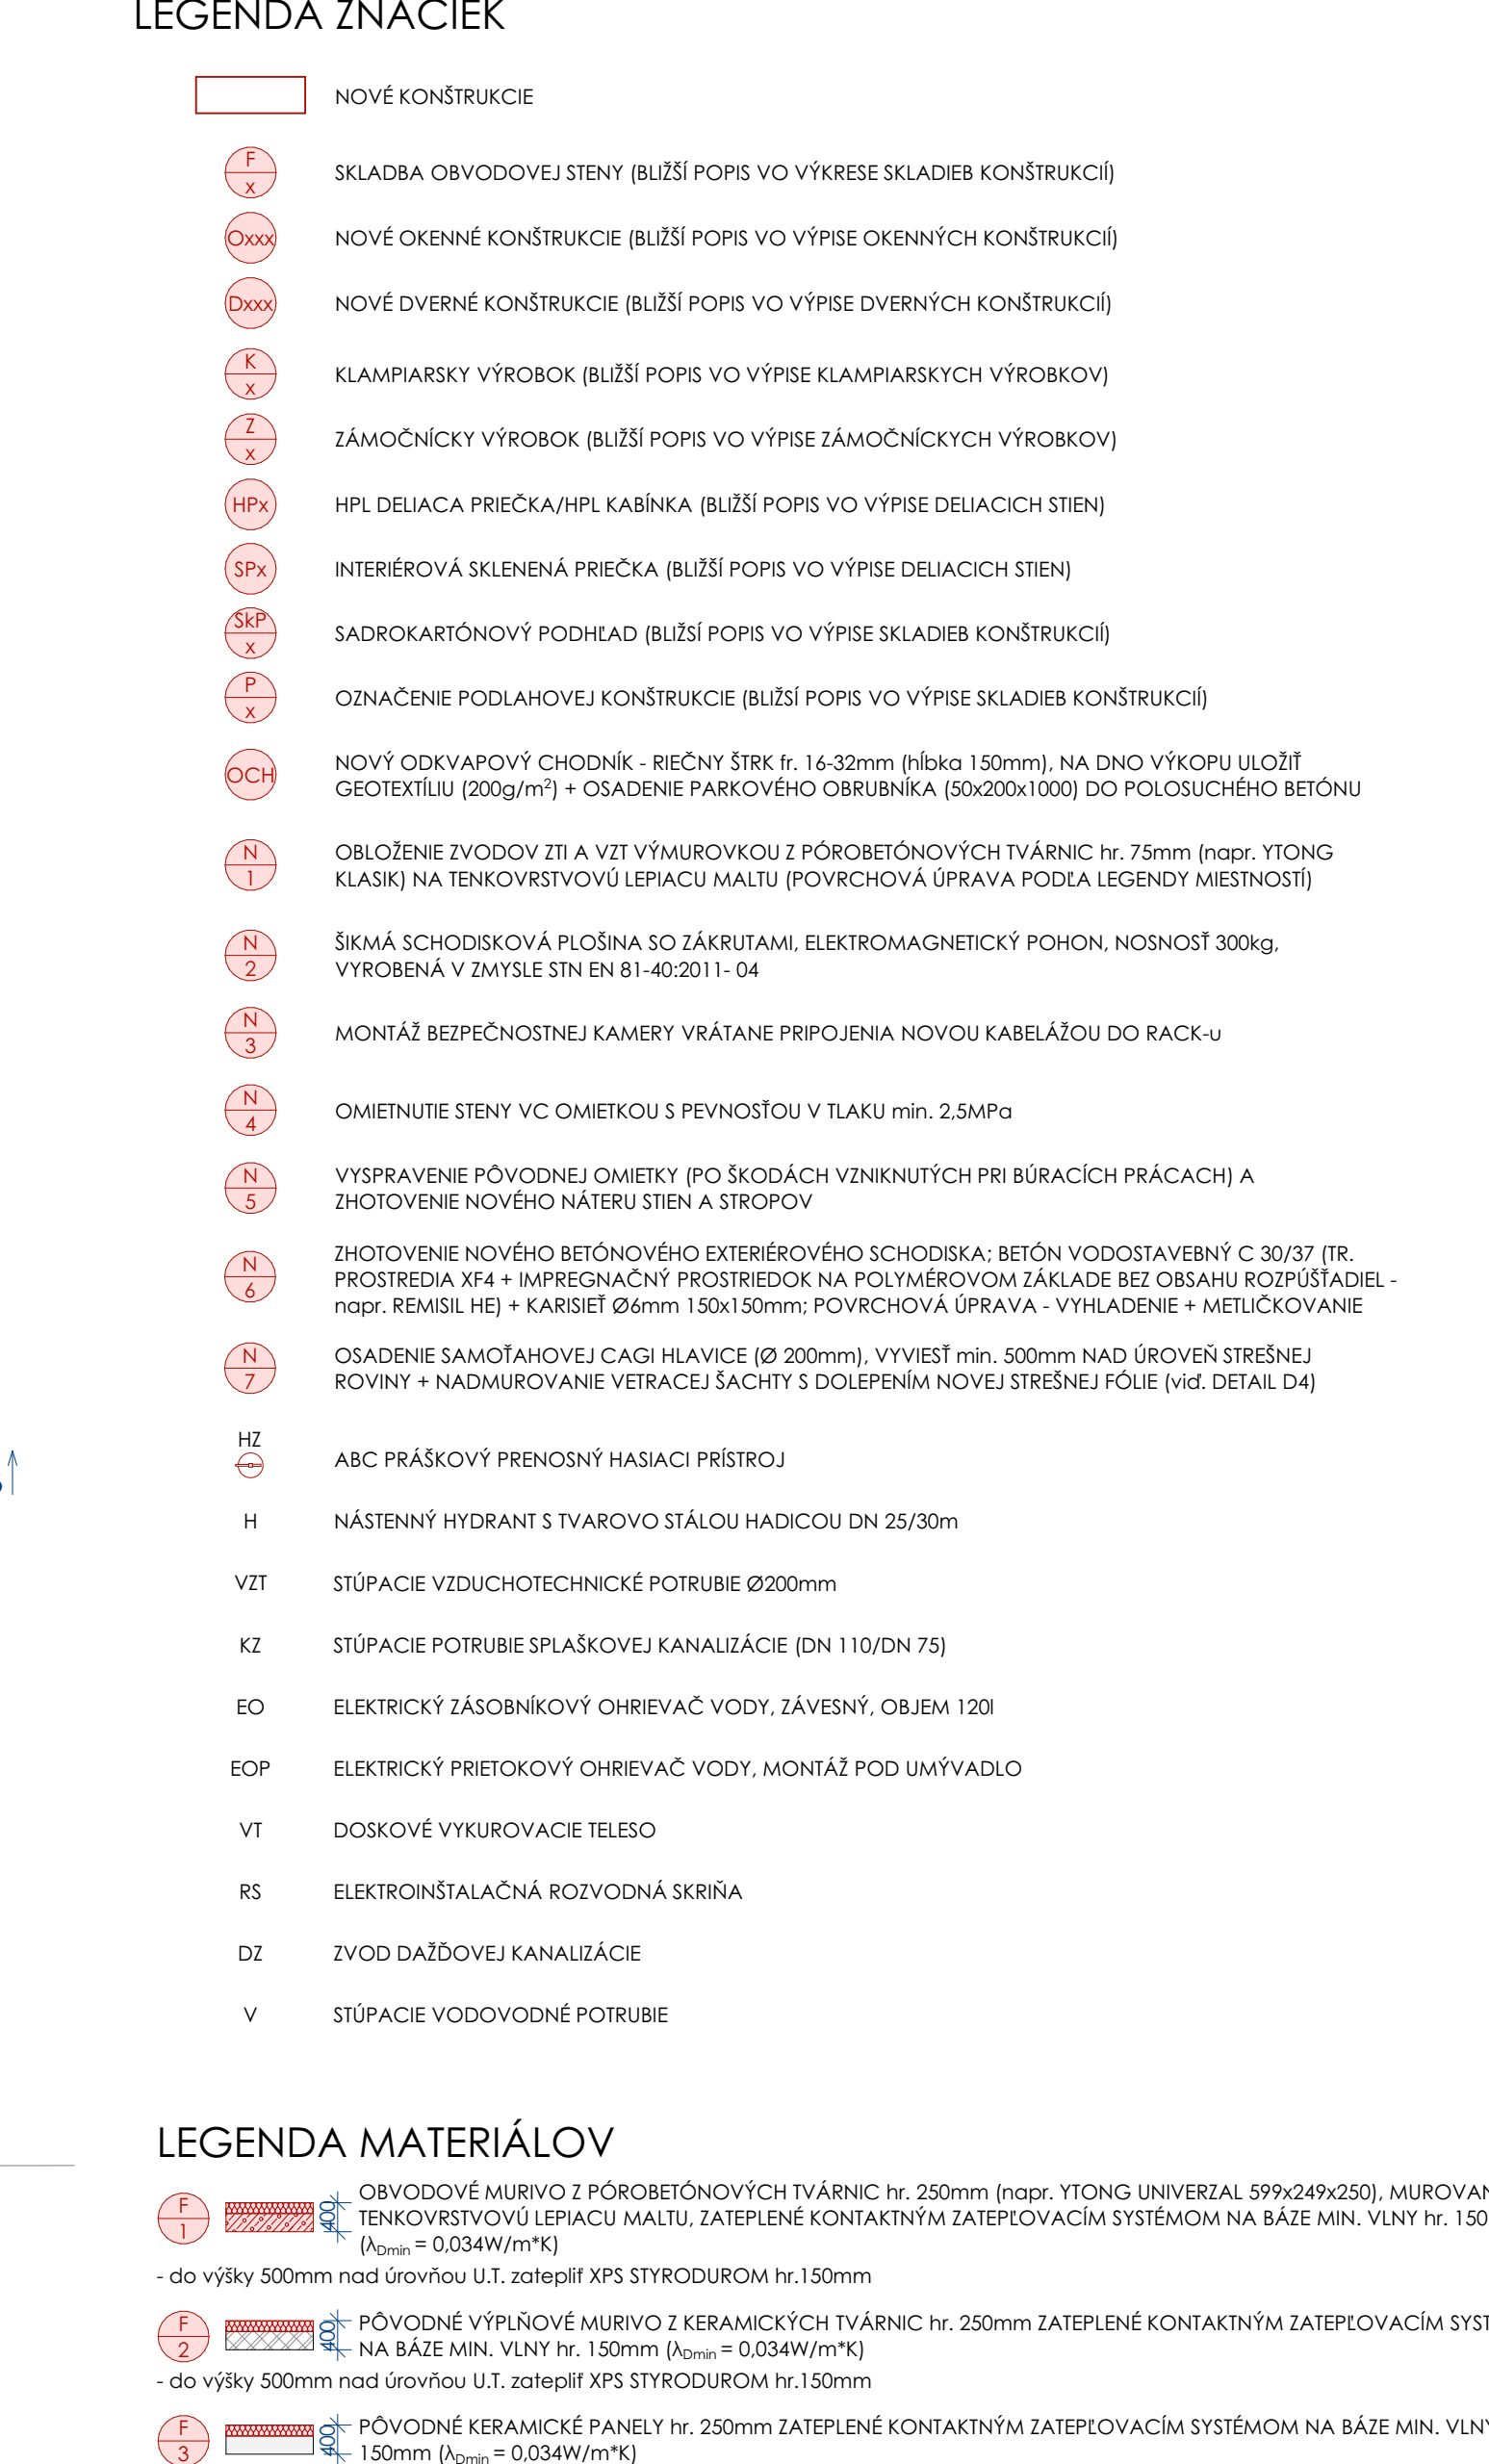 LEGENDA ZNAČIEK
NOVÉ KONŠTRUKCIE
F
x
SKLADBA OBVODOVEJ STENY (BLIŽŠÍ POPIS VO VÝKRESE SKLADIEB KONŠTRUKCIÍ)
Oxxx
NOVÉ OKENNÉ KONŠTRUKCIE (BLIŽŠÍ POPIS VO VÝPISE OKENNÝCH KONŠTRUKCIÍ)
Dxxx
NOVÉ DVERNÉ KONŠTRUKCIE (BLIŽŠÍ POPIS VO VÝPISE DVERNÝCH KONŠTRUKCIÍ)
K
x
KLAMPIARSKY VÝROBOK (BLIŽŠÍ POPIS VO VÝPISE KLAMPIARSKYCH VÝROBKOV)
Z
x
ZÁMOČNÍCKY VÝROBOK (BLIŽŠÍ POPIS VO VÝPISE ZÁMOČNÍCKYCH VÝROBKOV)
HPx
HPL DELIACA PRIEČKA/HPL KABÍNKA (BLIŽŠÍ POPIS VO VÝPISE DELIACICH STIEN)
SPx
INTERIÉROVÁ SKLENENÁ PRIEČKA (BLIŽŠÍ POPIS VO VÝPISE DELIACICH STIEN)
SkP
x
SADROKARTÓNOVÝ PODHĽAD (BLIŽSÍ POPIS VO VÝPISE SKLADIEB KONŠTRUKCIÍ)
P
x
OZNAČENIE PODLAHOVEJ KONŠTRUKCIE (BLIŽSÍ POPIS VO VÝPISE SKLADIEB KONŠTRUKCIÍ)
OCH
NOVÝ ODKVAPOVÝ CHODNÍK - RIEČNY ŠTRK fr. 16-32mm (hĺbka 150mm), NA DNO VÝKOPU ULOŽIŤ
GEOTEXTÍLIU (200g/m²) + OSADENIE PARKOVÉHO OBRUBNÍKA (50x200x1000) DO POLOSUCHÉHO BETÓNU
N
1
OBLOŽENIE ZVODOV ZTI A VZT VÝMUROVKOU Z PÓROBETÓNOVÝCH TVÁRNIC hr. 75mm (napr. YTONG
KLASIK) NA TENKOVRSTVOVÚ LEPIACU MALTU (POVRCHOVÁ ÚPRAVA PODĽA LEGENDY MIESTNOSTÍ)
N
2
ŠIKMÁ SCHODISKOVÁ PLOŠINA SO ZÁKRUTAMI, ELEKTROMAGNETICKÝ POHON, NOSNOSŤ 300kg,
VYROBENÁ V ZMYSLE STN EN 81-40:2011- 04
N
3
MONTÁŽ BEZPEČNOSTNEJ KAMERY VRÁTANE PRIPOJENIA NOVOU KABELÁŽOU DO RACK-u
N
4
OMIETNUTIE STENY VC OMIETKOU S PEVNOSŤOU V TLAKU min. 2,5MPa
N
5
VYSPRAVENIE PÔVODNEJ OMIETKY (PO ŠKODÁCH VZNIKNUTÝCH PRI BÚRACÍCH PRÁCACH) A
ZHOTOVENIE NOVÉHO NÁTERU STIEN A STROPOV
N
6
ZHOTOVENIE NOVÉHO BETÓNOVÉHO EXTERIÉROVÉHO SCHODISKA; BETÓN VODOSTAVEBNÝ C 30/37 (TR.
PROSTREDIA XF4 + IMPREGNAČNÝ PROSTRIEDOK NA POLYMÉROVOM ZÁKLADE BEZ OBSAHU ROZPÚŠŤADIEL -
napr. REMISIL HE) + KARISIEŤ Ø6mm 150x150mm; POVRCHOVÁ ÚPRAVA - VYHLADENIE + METLIČKOVANIE
N
7
OSADENIE SAMOŤAHOVEJ CAGI HLAVICE (Ø 200mm), VYVIESŤ min. 500mm NAD ÚROVEŇ STREŠNEJ
ROVINY + NADMUROVANIE VETRACEJ ŠACHTY S DOLEPENÍM NOVEJ STREŠNEJ FÓLIE (viď. DETAIL D4)
HZ
ABC PRÁŠKOVÝ PRENOSNÝ HASIACI PRÍSTROJ
H NÁSTENNÝ HYDRANT S TVAROVO STÁLOU HADICOU DN 25/30m
VZT STÚPACIE VZDUCHOTECHNICKÉ POTRUBIE Ø200mm
KZ STÚPACIE POTRUBIE SPLAŠKOVEJ KANALIZÁCIE (DN 110/DN 75)
EO ELEKTRICKÝ ZÁSOBNÍKOVÝ OHRIEVAČ VODY, ZÁVESNÝ, OBJEM 120l
EOP ELEKTRICKÝ PRIETOKOVÝ OHRIEVAČ VODY, MONTÁŽ POD UMÝVADLO
VT DOSKOVÉ VYKUROVACIE TELESO
RS ELEKTROINŠTALAČNÁ ROZVODNÁ SKRIŇA
DZ ZVOD DAŽĎOVEJ KANALIZÁCIE
V STÚPACIE VODOVODNÉ POTRUBIE
LEGENDA MATERIÁLOV
F
1
400
OBVODOVÉ MURIVO Z PÓROBETÓNOVÝCH TVÁRNIC hr. 250mm (napr. YTONG UNIVERZAL 599x249x250), MUROVAN
TENKOVRSTVOVÚ LEPIACU MALTU, ZATEPLENÉ KONTAKTNÝM ZATEPĽOVACÍM SYSTÉMOM NA BÁZE MIN. VLNY hr. 150
(λDmin = 0,034W/m*K)
- do výšky 500mm nad úrovňou U.T. zatepliť XPS STYRODUROM hr.150mm
F
2
400
PÔVODNÉ VÝPLŇOVÉ MURIVO Z KERAMICKÝCH TVÁRNIC hr. 250mm ZATEPLENÉ KONTAKTNÝM ZATEPĽOVACÍM SYST
NA BÁZE MIN. VLNY hr. 150mm (λDmin = 0,034W/m*K)
- do výšky 500mm nad úrovňou U.T. zatepliť XPS STYRODUROM hr.150mm
F
3
400
PÔVODNÉ KERAMICKÉ PANELY hr. 250mm ZATEPLENÉ KONTAKTNÝM ZATEPĽOVACÍM SYSTÉMOM NA BÁZE MIN. VLNY
150mm (λDmin = 0,034W/m*K)